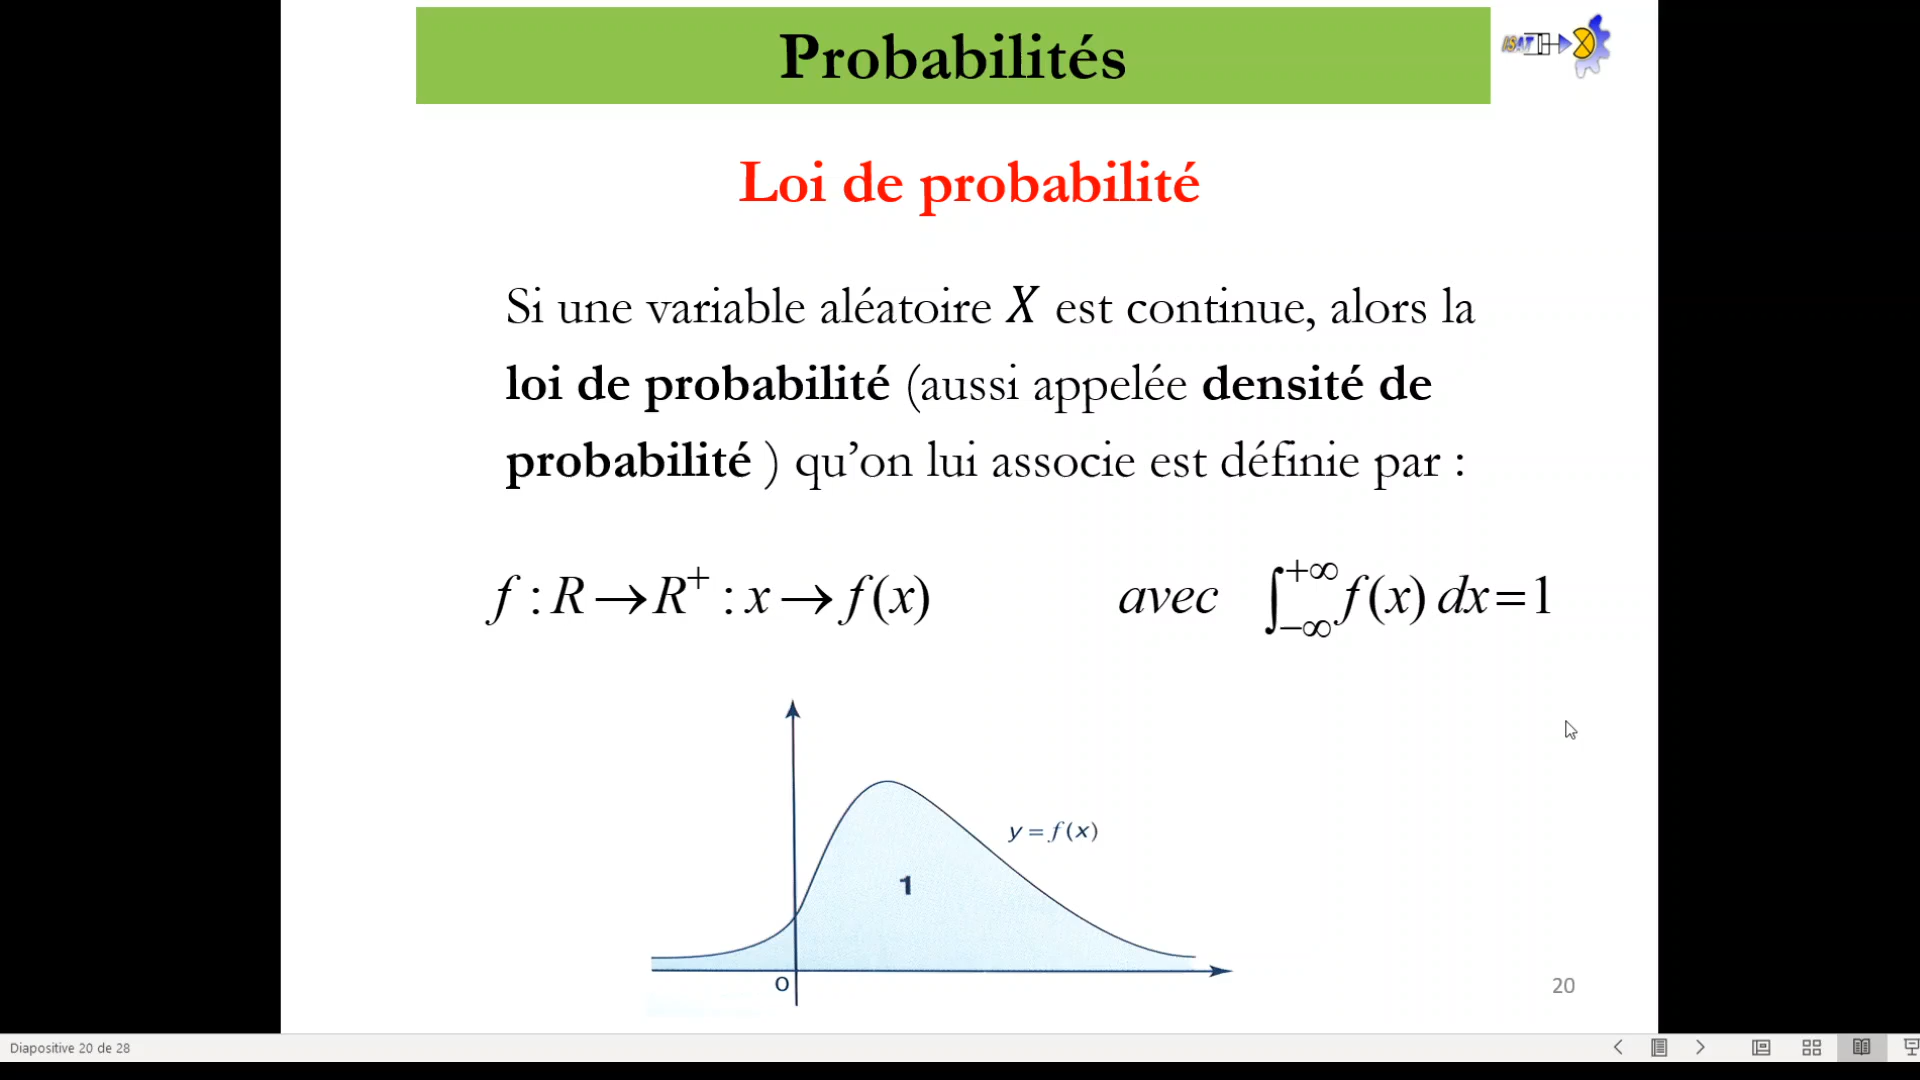 Probabilités
ISAT
Loi de probabilité
Si une variable aléatoire X est continue, alors la
loi de probabilité (aussi appelée densité de
probabilité ) qu’on lui associe est définie par :
f : R → R⁺ : x → f(x) avec ∫₋∞⁺∞ f(x) dx = 1
y = f(x)
1
O
20
Diapositive 20 de 28